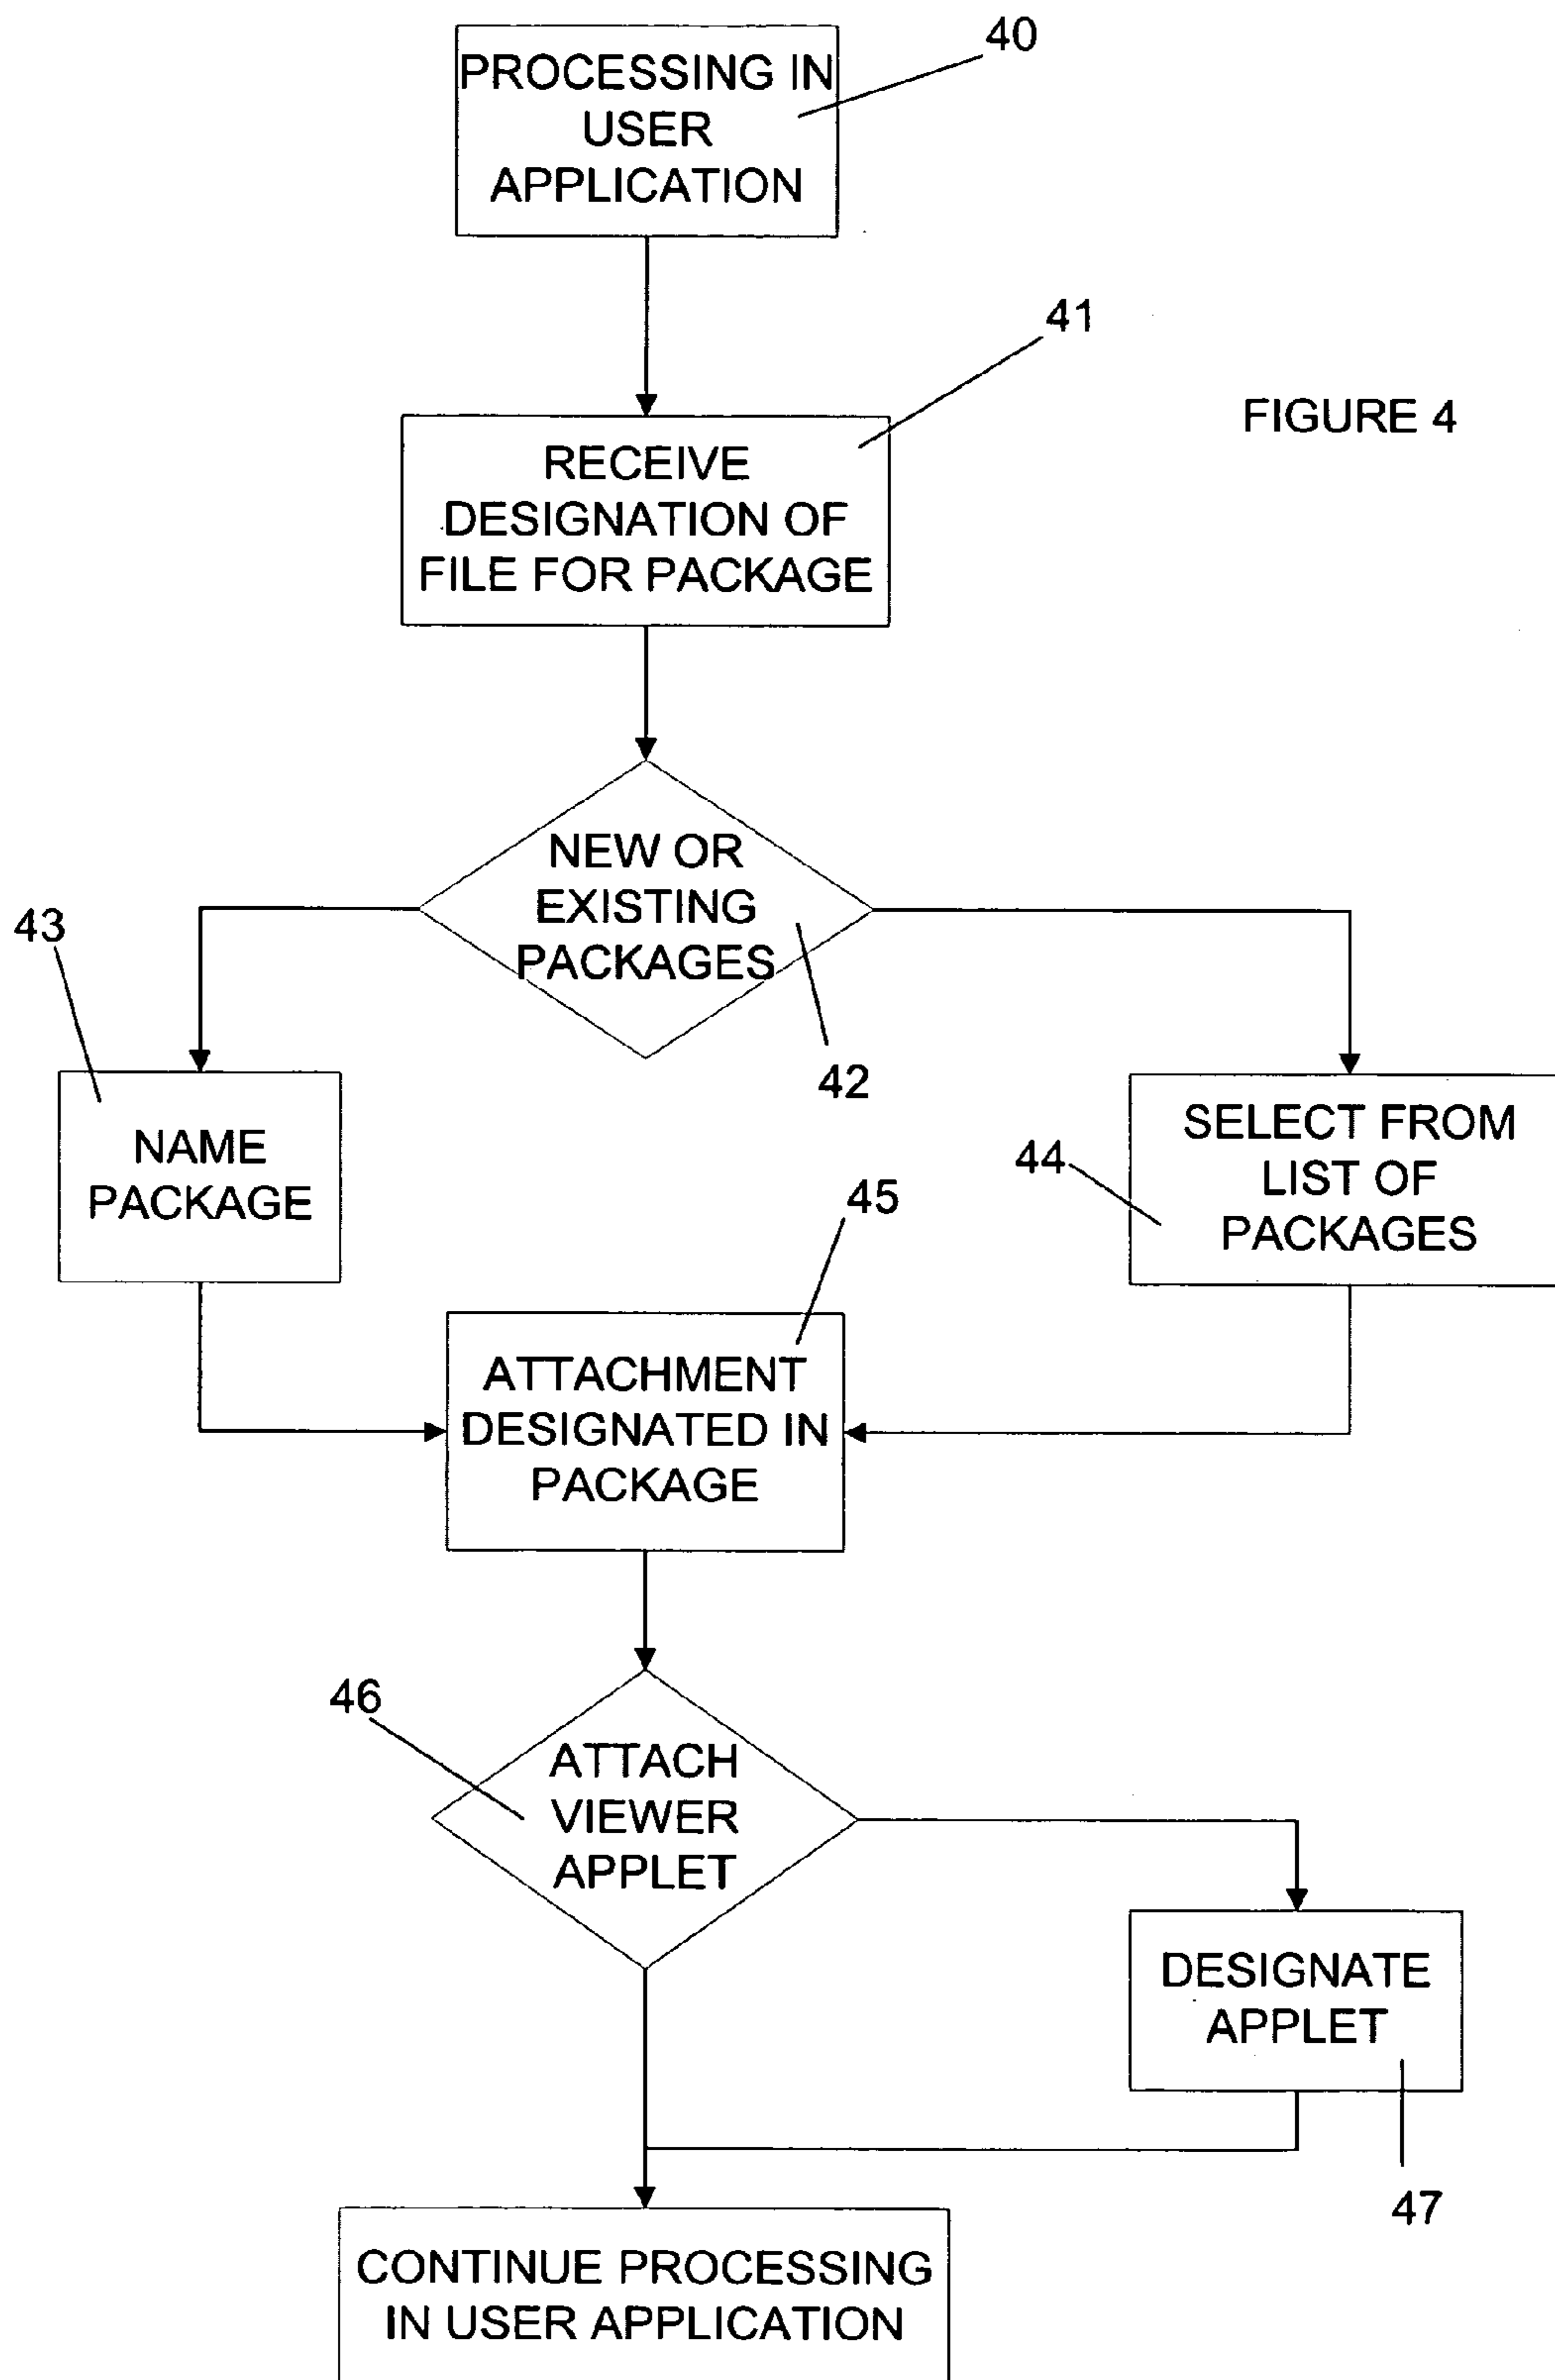 40
PROCESSING IN
USER
APPLICATION
41
FIGURE 4
RECEIVE
DESIGNATION OF
FILE FOR PACKAGE
NEW OR
EXISTING
PACKAGES
42
43
NAME
PACKAGE
44
SELECT FROM
LIST OF
PACKAGES
45
ATTACHMENT
DESIGNATED IN
PACKAGE
46
ATTACH
VIEWER
APPLET
DESIGNATE
APPLET
47
CONTINUE PROCESSING
IN USER APPLICATION